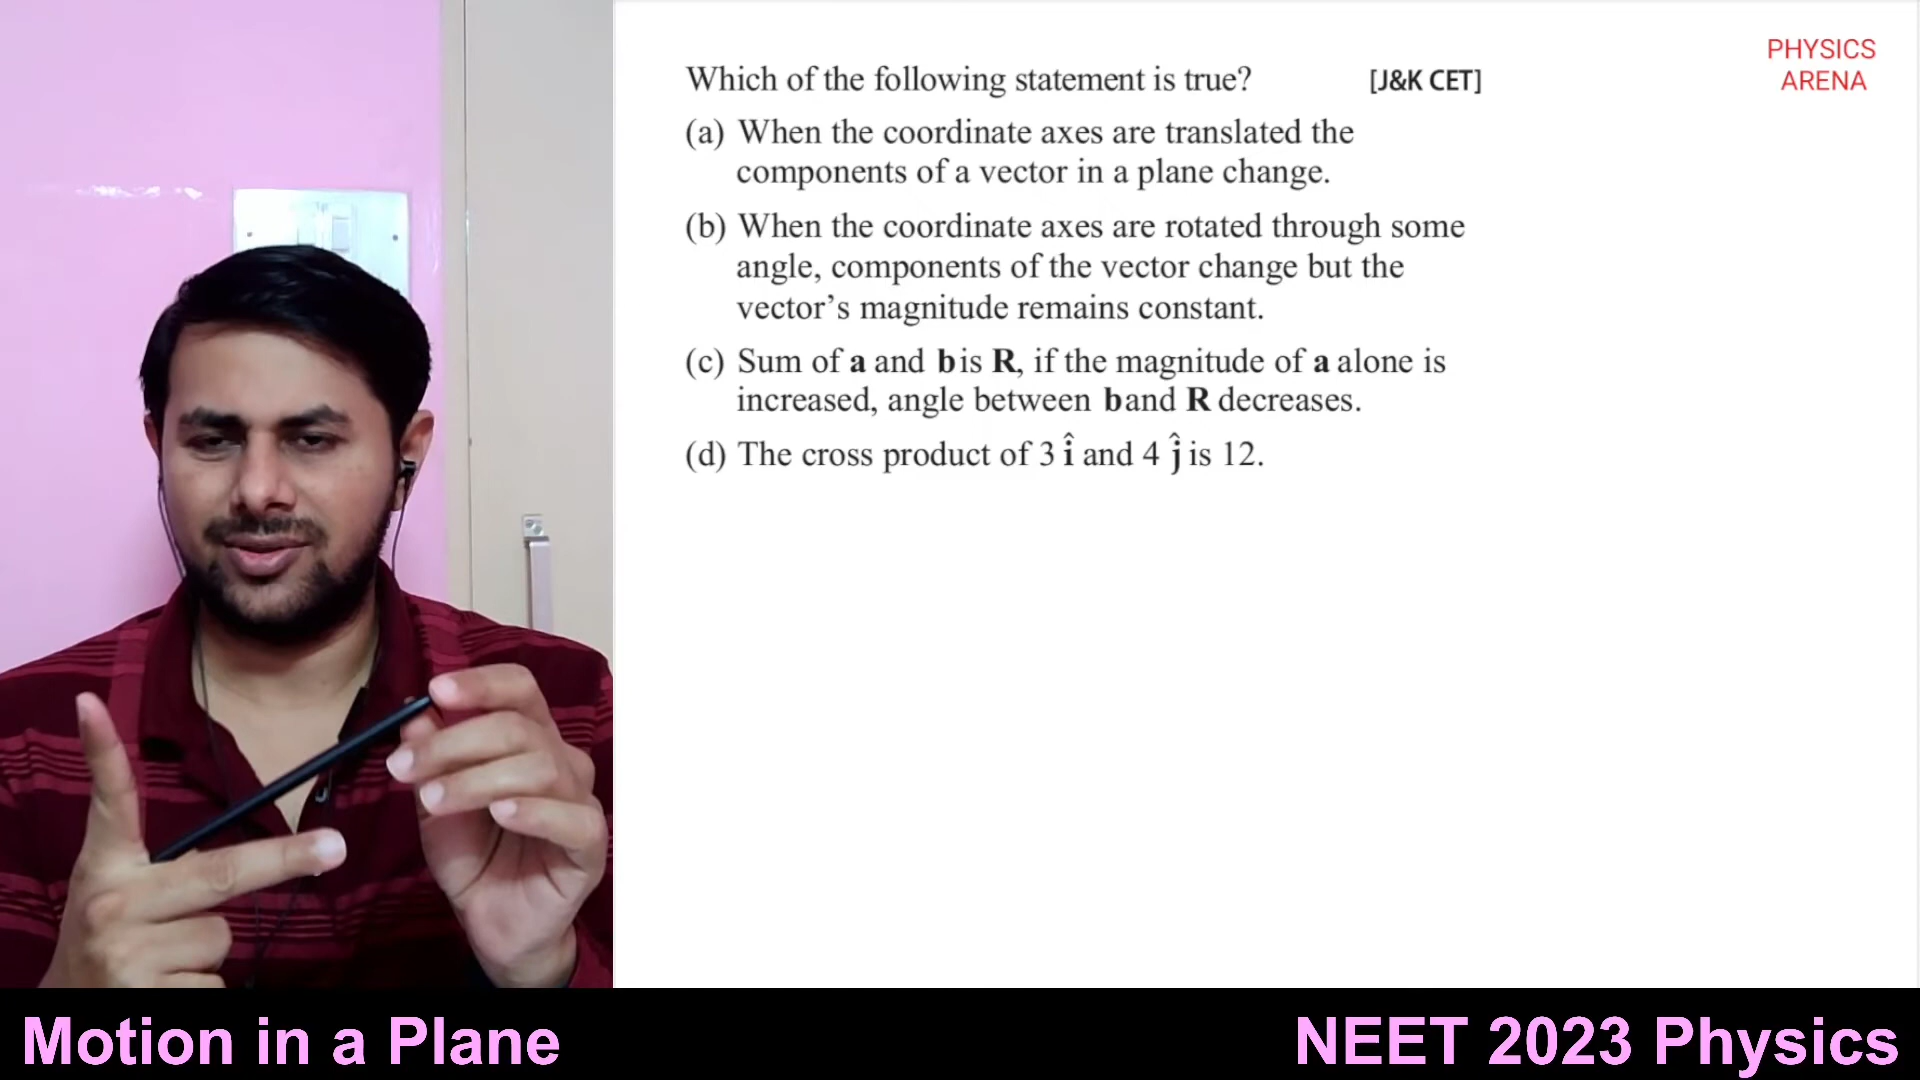 PHYSICS
ARENA
Which of the following statement is true? [J&K CET]
(a) When the coordinate axes are translated the
components of a vector in a plane change.
(b) When the coordinate axes are rotated through some
angle, components of the vector change but the
vector's magnitude remains constant.
(c) Sum of a and b is R, if the magnitude of a alone is
increased, angle between b and R decreases.
(d) The cross product of 3 î and 4 ĵ is 12.
Motion in a Plane
NEET 2023 Physics